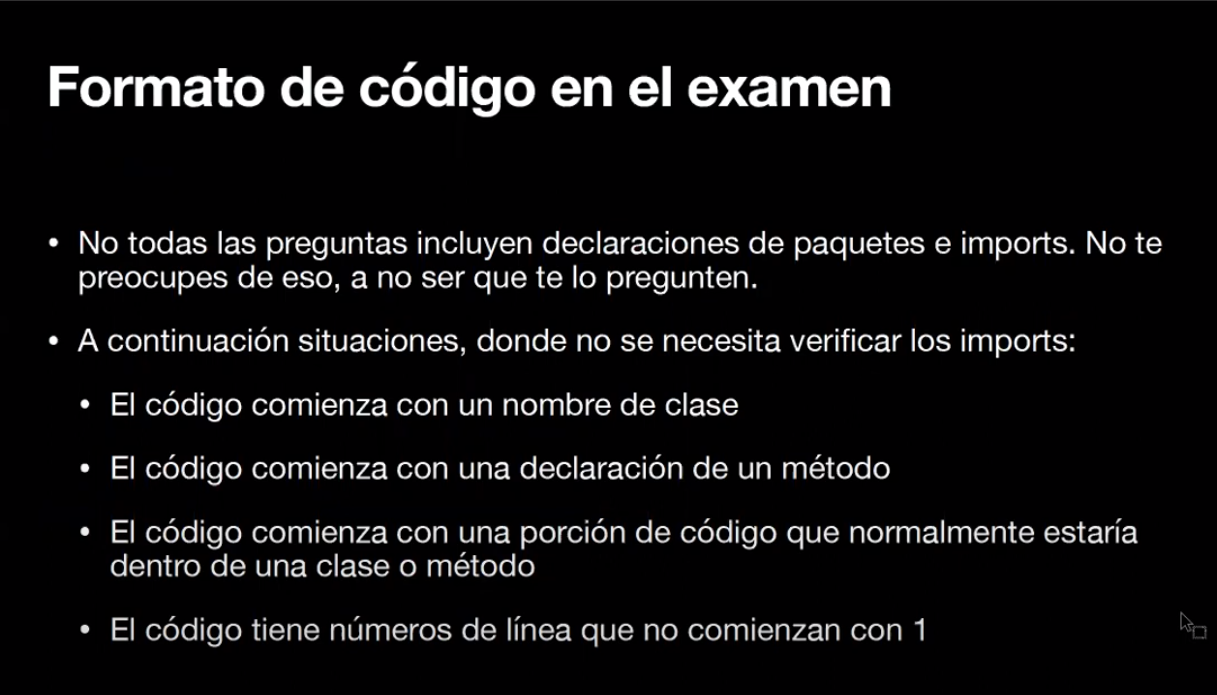 Formato de código en el examen
• No todas las preguntas incluyen declaraciones de paquetes e imports. No te
preocupes de eso, a no ser que te lo pregunten.
• A continuación situaciones, donde no se necesita verificar los imports:
• El código comienza con un nombre de clase
• El código comienza con una declaración de un método
• El código comienza con una porción de código que normalmente estaría
dentro de una clase o método
• El código tiene números de línea que no comienzan con 1